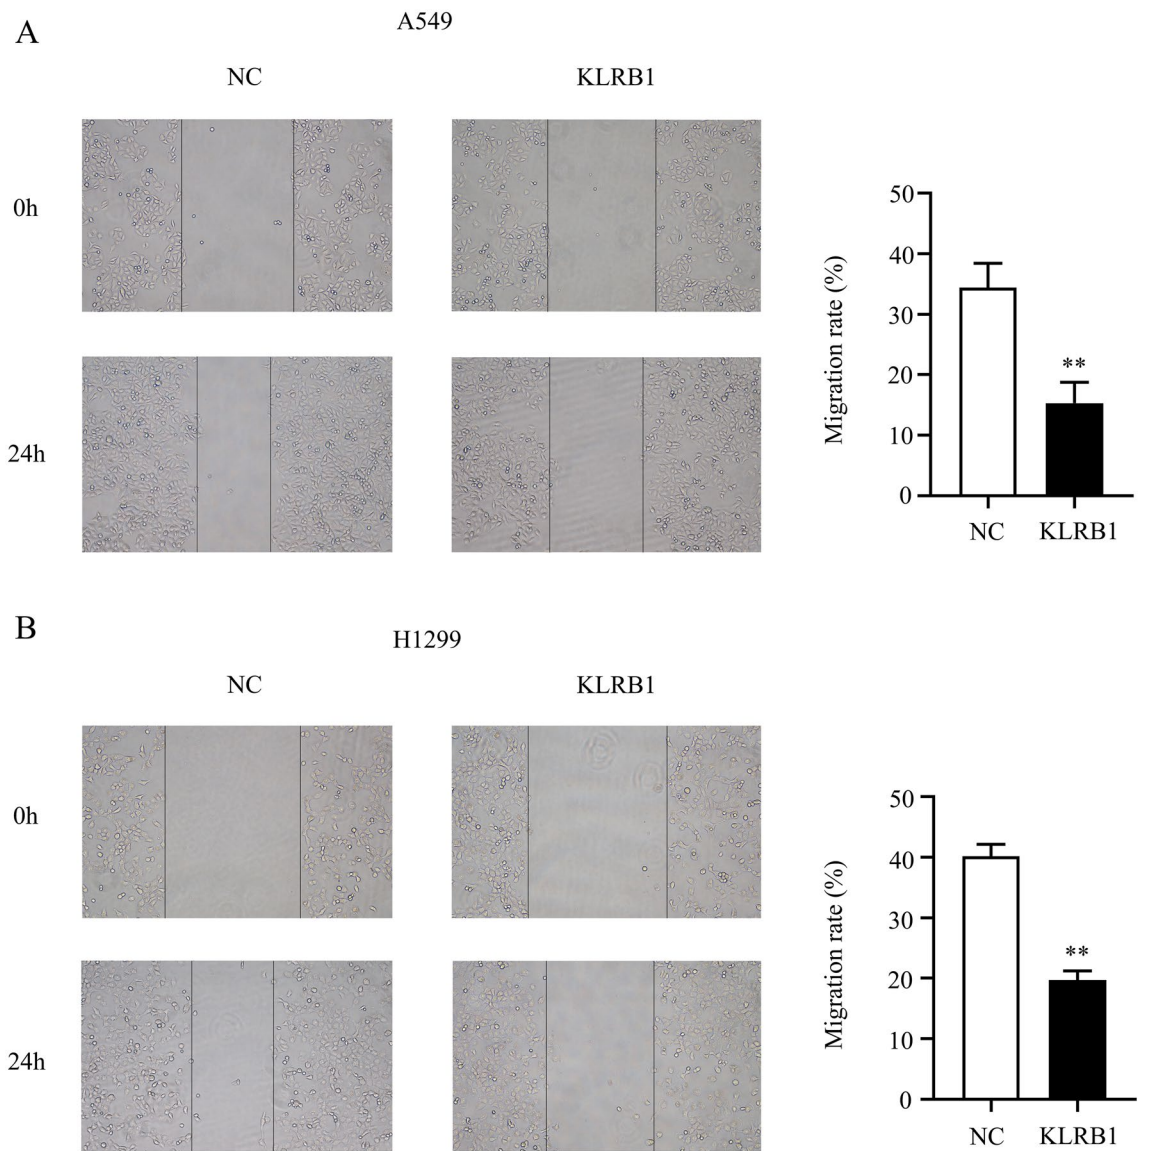 A
A549
NC
KLRB1
0h
24h
Migration rate (%)
50
40
30
20
10
0
**
NC
KLRB1
B
H1299
NC
KLRB1
0h
24h
Migration rate (%)
50
40
30
20
10
0
**
NC
KLRB1